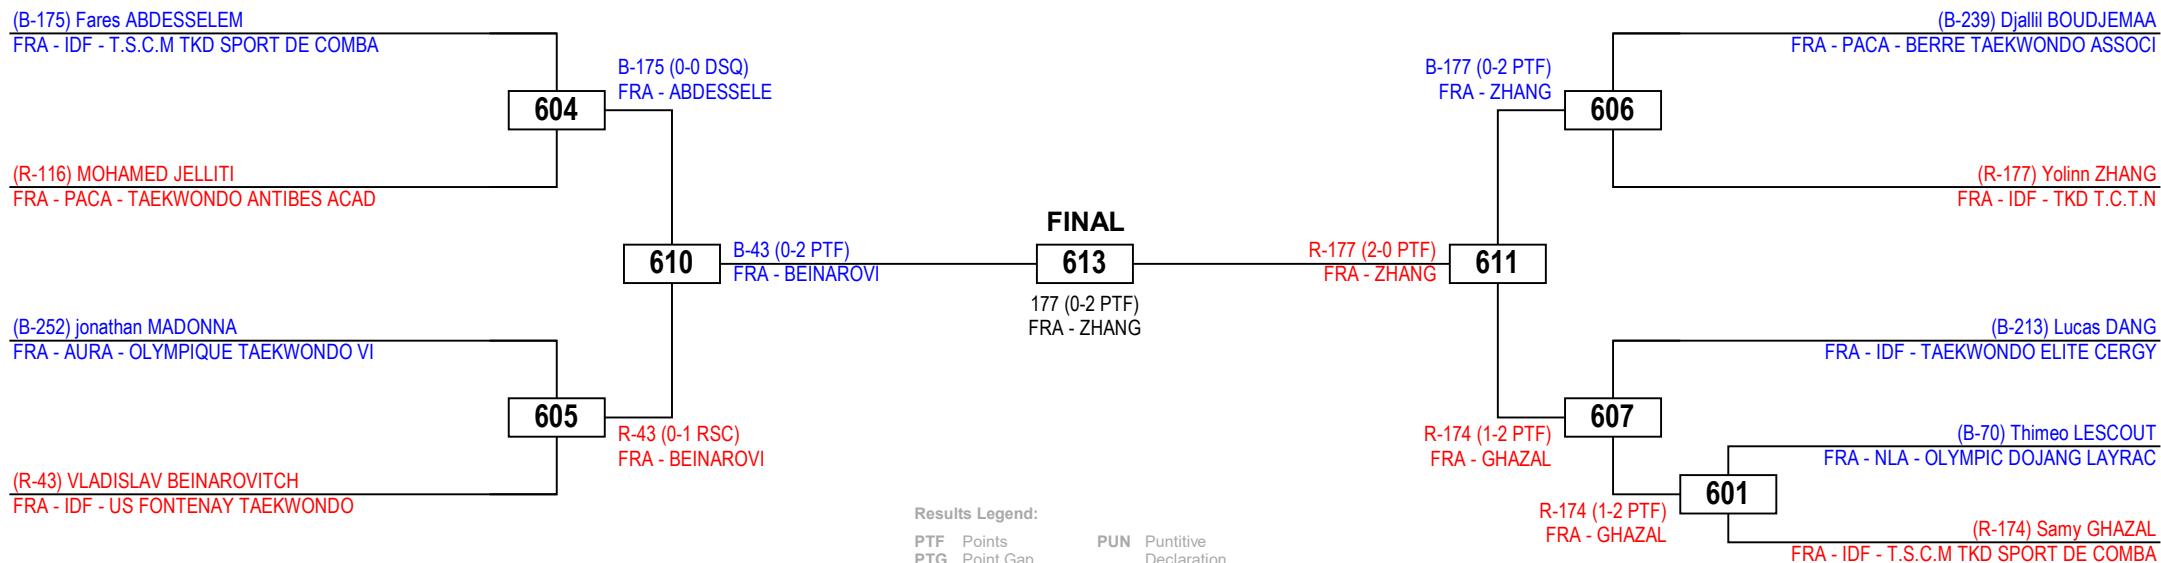 (B-175) Fares ABDESSELEM
FRA - IDF - T.S.C.M TKD SPORT DE COMBA
B-175 (0-0 DSQ)
FRA - ABDESSELE
604
(R-116) MOHAMED JELLITI
FRA - PACA - TAEKWONDO ANTIBES ACAD
610
B-43 (0-2 PTF)
FRA - BEINAROVI
(B-252) jonathan MADONNA
FRA - AURA - OLYMPIQUE TAEKWONDO VI
605
R-43 (0-1 RSC)
FRA - BEINAROVI
(R-43) VLADISLAV BEINAROVITCH
FRA - IDF - US FONTENAY TAEKWONDO
FINAL
613
177 (0-2 PTF)
FRA - ZHANG
(B-239) Djallil BOUDJEMAA
FRA - PACA - BERRE TAEKWONDO ASSOCI
B-177 (0-2 PTF)
FRA - ZHANG
606
(R-177) Yolinn ZHANG
FRA - IDF - TKD T.C.T.N
R-177 (2-0 PTF)
FRA - ZHANG
611
(B-213) Lucas DANG
FRA - IDF - TAEKWONDO ELITE CERGY
607
R-174 (1-2 PTF)
FRA - GHAZAL
(B-70) Thimeo LESCOUT
FRA - NLA - OLYMPIC DOJANG LAYRAC
601
R-174 (1-2 PTF)
FRA - GHAZAL
(R-174) Samy GHAZAL
FRA - IDF - T.S.C.M TKD SPORT DE COMBA
Results Legend:
PTF Points PUN Puntitive
PTG Point Gap Declaration